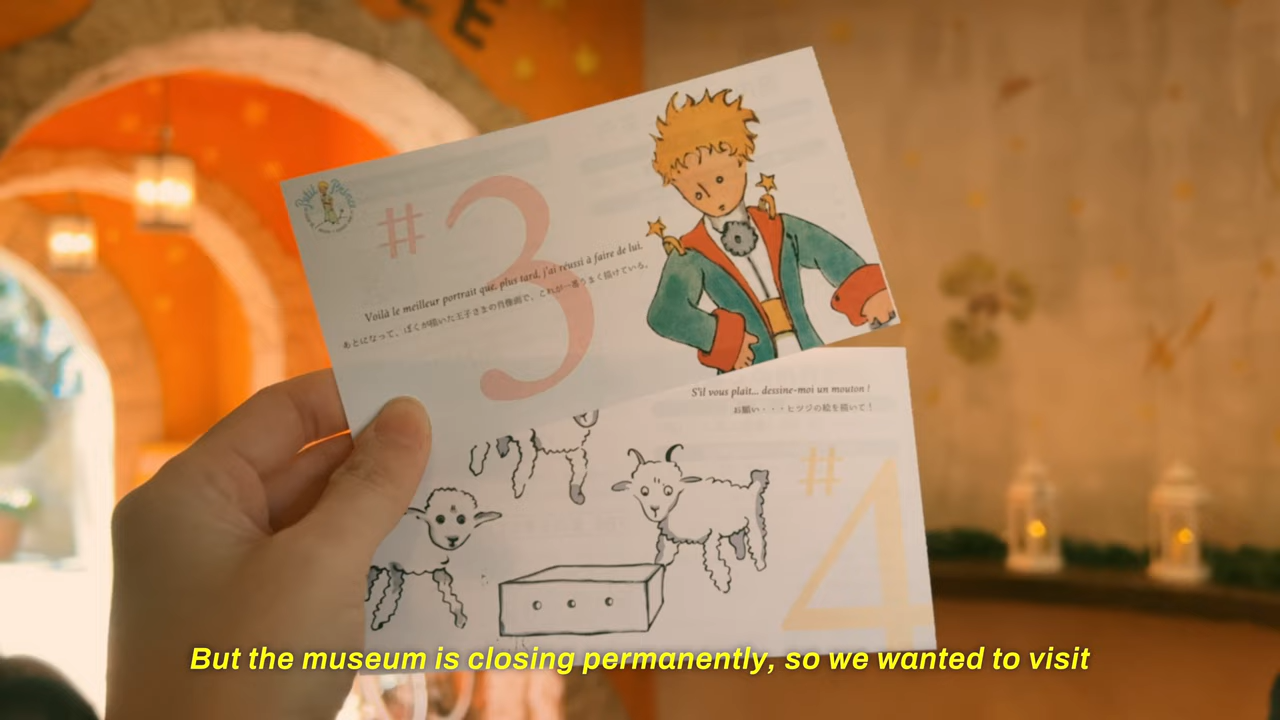 CE
Petit Prince
#3
Voilà le meilleur portrait que, plus tard, j'ai réussi à faire de lui.
あとになって、ぼくが描いた王子さまの肖像画で、これが一番うまく描けている。
S'il vous plaît... dessine-moi un mouton !
お願い・・・ヒツジの絵を描いて！
#4
But the museum is closing permanently, so we wanted to visit